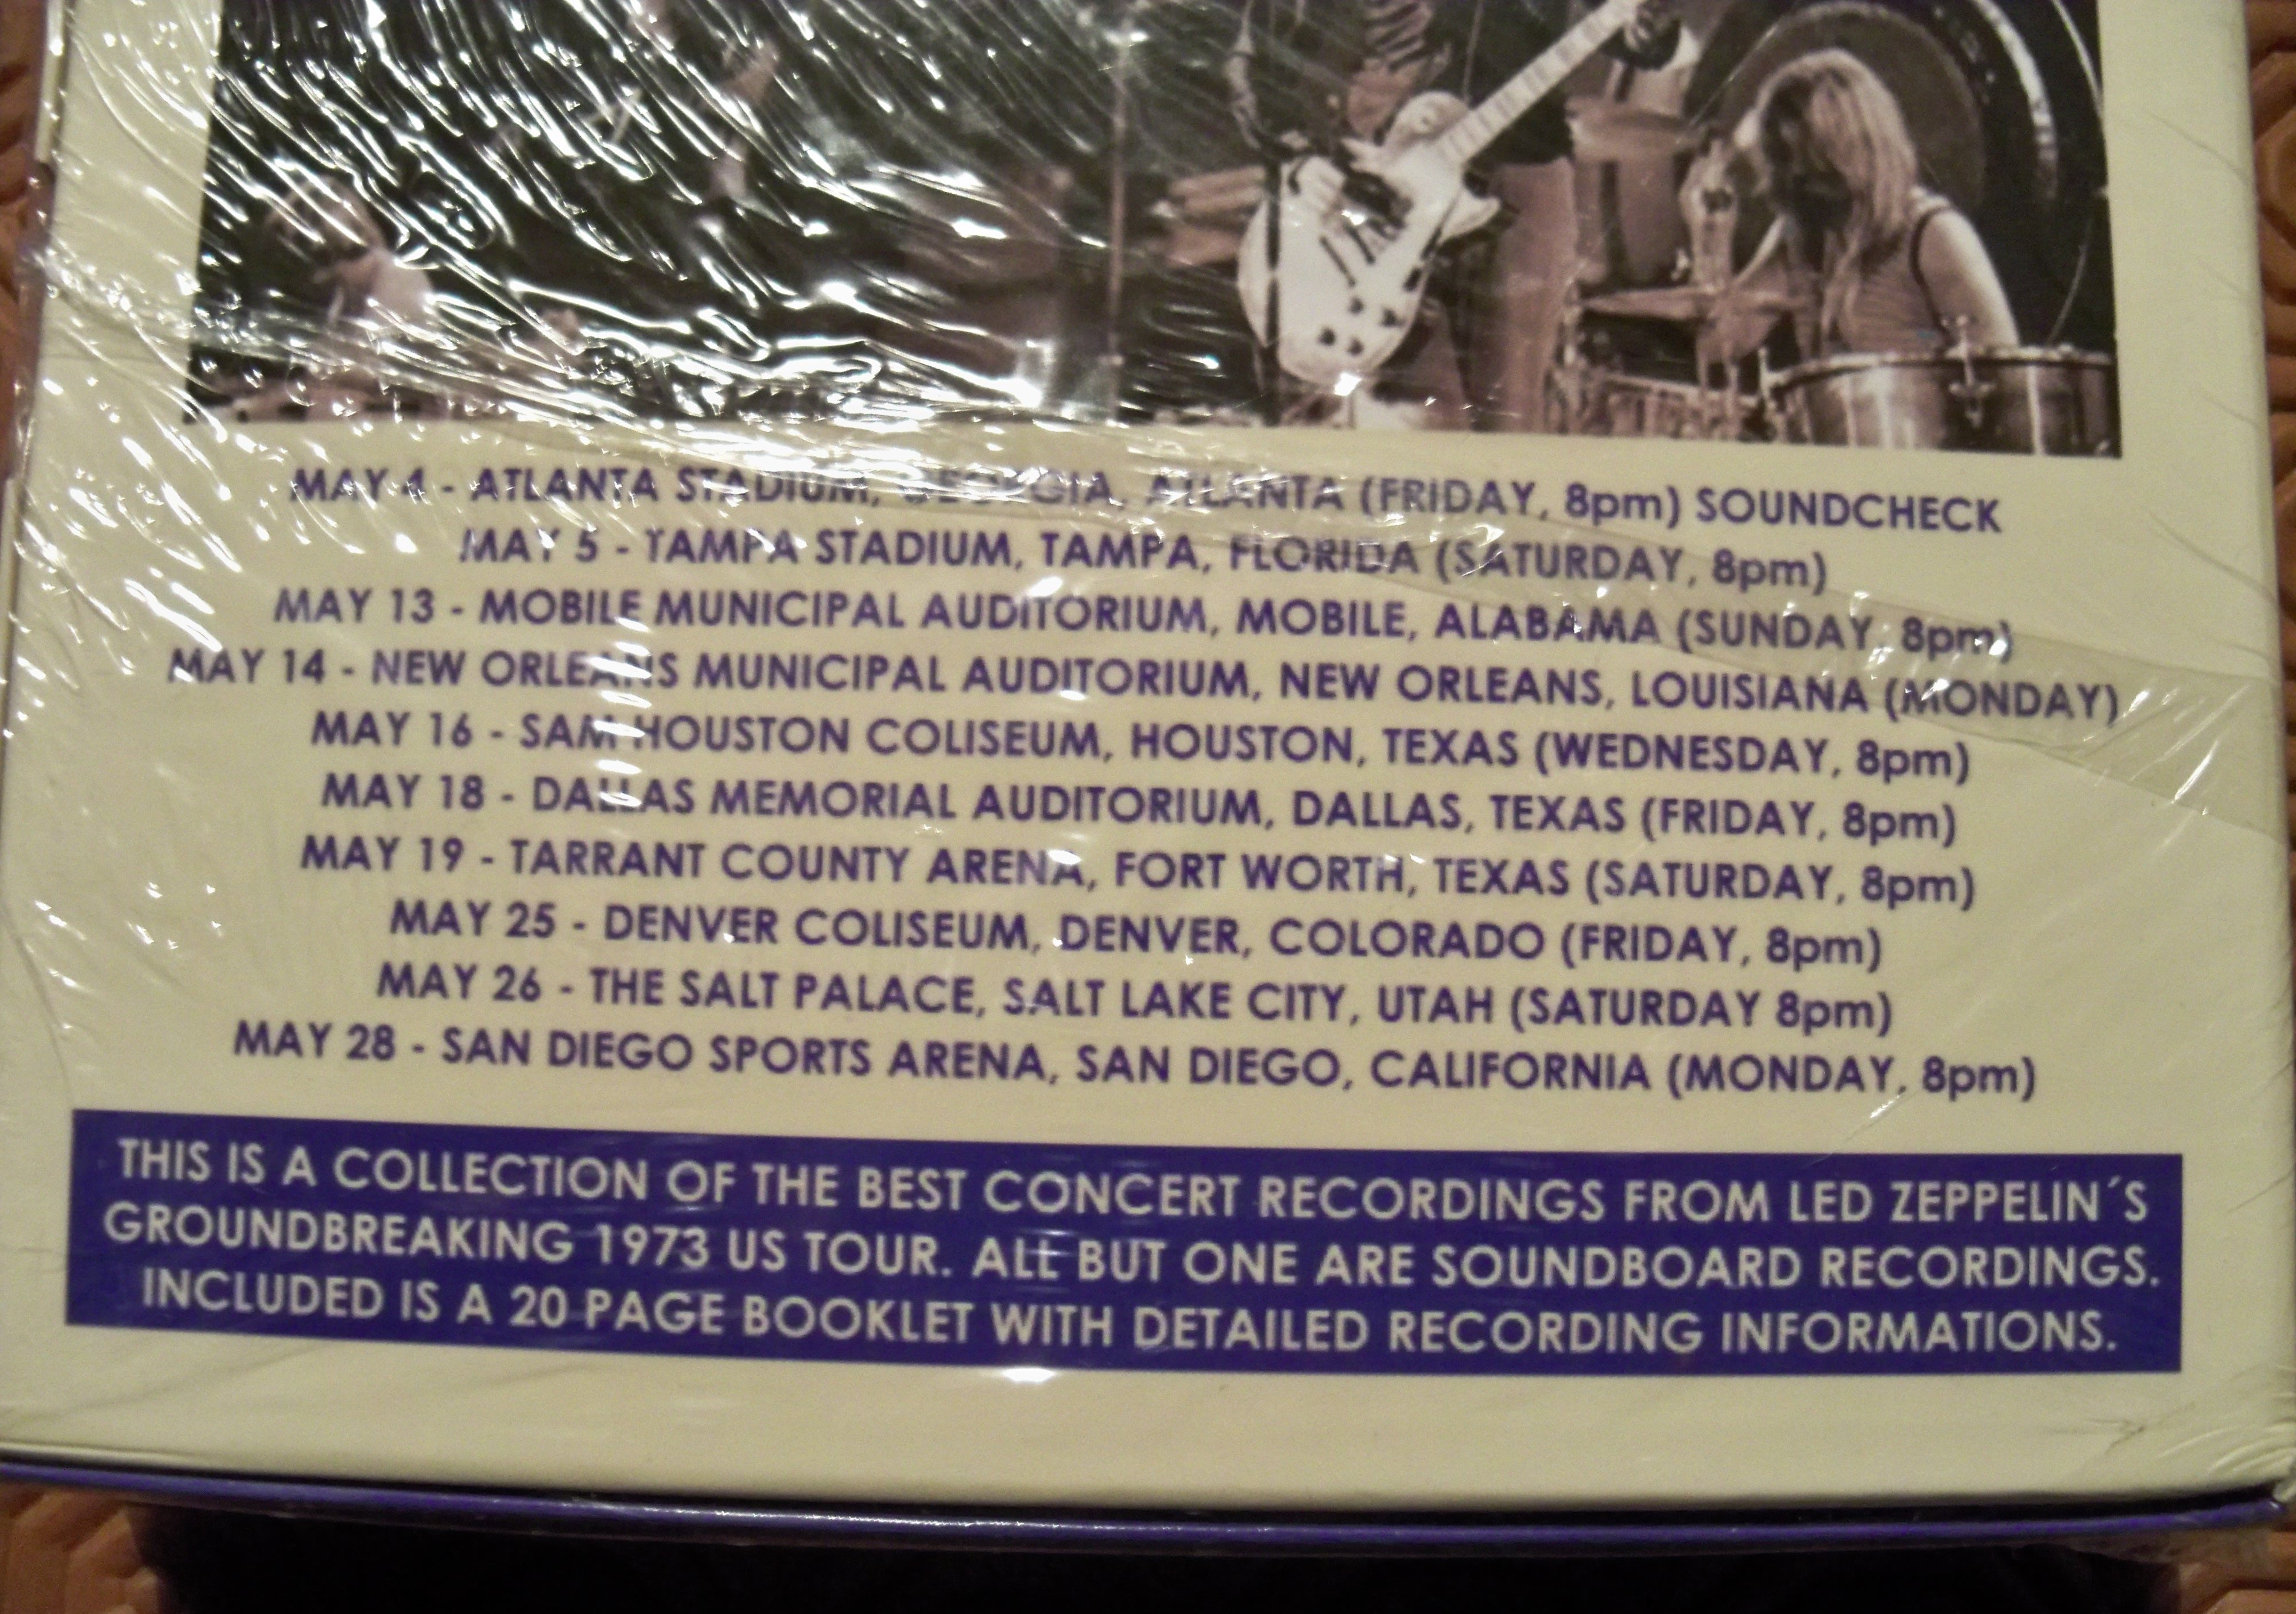 MAY 4 - ATLANTA STADIUM, GEORGIA, ATLANTA (FRIDAY, 8pm) SOUNDCHECK
MAY 5 - TAMPA STADIUM, TAMPA, FLORIDA (SATURDAY, 8pm)
MAY 13 - MOBILE MUNICIPAL AUDITORIUM, MOBILE, ALABAMA (SUNDAY, 8pm)
MAY 14 - NEW ORLEANS MUNICIPAL AUDITORIUM, NEW ORLEANS, LOUISIANA (MONDAY)
MAY 16 - SAM HOUSTON COLISEUM, HOUSTON, TEXAS (WEDNESDAY, 8pm)
MAY 18 - DALLAS MEMORIAL AUDITORIUM, DALLAS, TEXAS (FRIDAY, 8pm)
MAY 19 - TARRANT COUNTY ARENA, FORT WORTH, TEXAS (SATURDAY, 8pm)
MAY 25 - DENVER COLISEUM, DENVER, COLORADO (FRIDAY, 8pm)
MAY 26 - THE SALT PALACE, SALT LAKE CITY, UTAH (SATURDAY 8pm)
MAY 28 - SAN DIEGO SPORTS ARENA, SAN DIEGO, CALIFORNIA (MONDAY, 8pm)
THIS IS A COLLECTION OF THE BEST CONCERT RECORDINGS FROM LED ZEPPELIN´S
GROUNDBREAKING 1973 US TOUR. ALL BUT ONE ARE SOUNDBOARD RECORDINGS.
INCLUDED IS A 20 PAGE BOOKLET WITH DETAILED RECORDING INFORMATIONS.